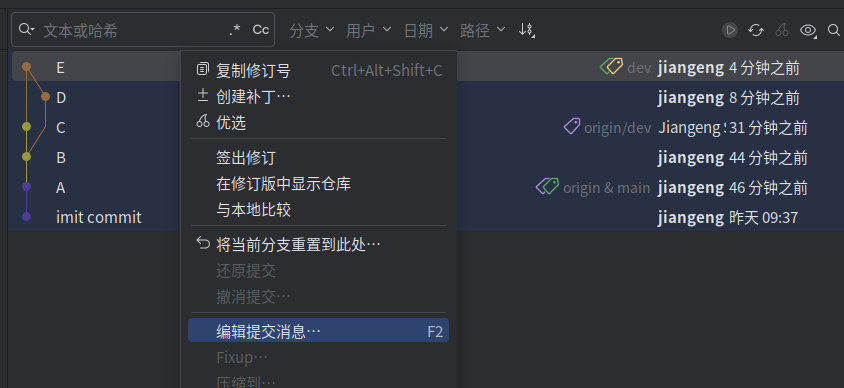 文本或哈希 .* Cc 分支 用户 日期 路径
E dev jiangeng 4 分钟之前
D jiangeng 8 分钟之前
C origin/dev Jiangeng 31 分钟之前
B jiangeng 44 分钟之前
A origin & main jiangeng 46 分钟之前
imit commit jiangeng 昨天 09:37
复制修订号 Ctrl+Alt+Shift+C
创建补丁…
优选
签出修订
在修订版中显示仓库
与本地比较
将当前分支重置到此处…
还原提交
撤消提交…
编辑提交消息… F2
Fixup…
压缩到…